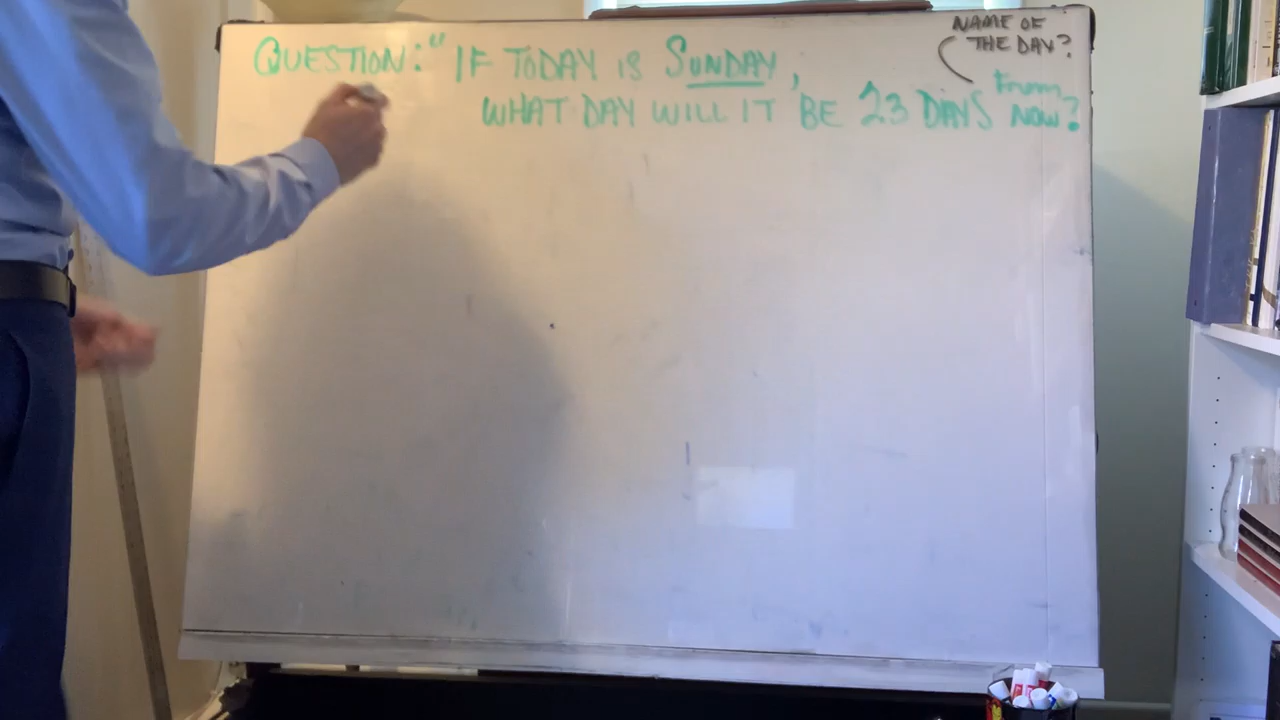 NAME OF
THE DAY?
QUESTION: "IF TODAY IS SUNDAY,
WHAT DAY WILL IT BE 23 DAYS From
NOW?